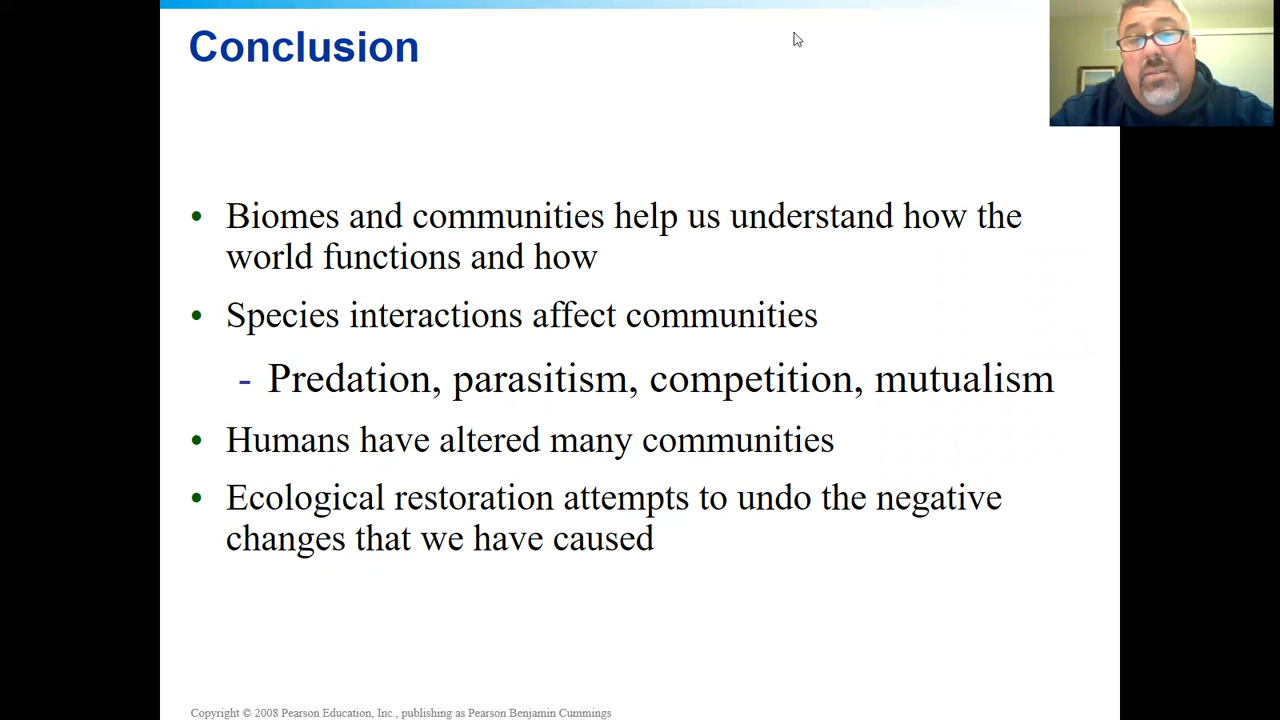 Conclusion
• Biomes and communities help us understand how the
world functions and how
• Species interactions affect communities
- Predation, parasitism, competition, mutualism
• Humans have altered many communities
• Ecological restoration attempts to undo the negative
changes that we have caused
Copyright © 2008 Pearson Education, Inc., publishing as Pearson Benjamin Cummings